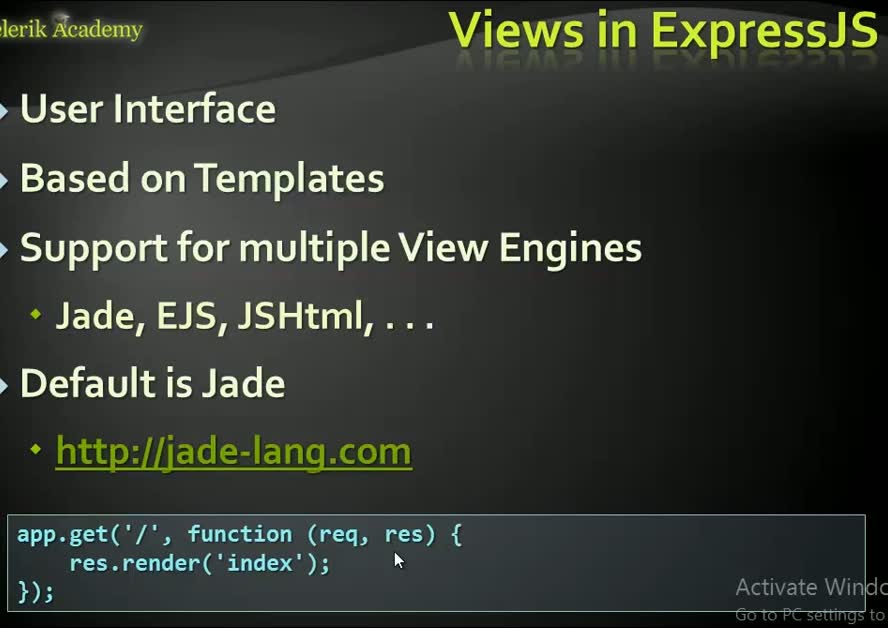 elerik Academy
Views in ExpressJS
User Interface
Based on Templates
Support for multiple View Engines
Jade, EJS, JSHtml, . . .
Default is Jade
http://jade-lang.com
app.get('/', function (req, res) {
res.render('index');
});
Activate Windo
Go to PC settings to